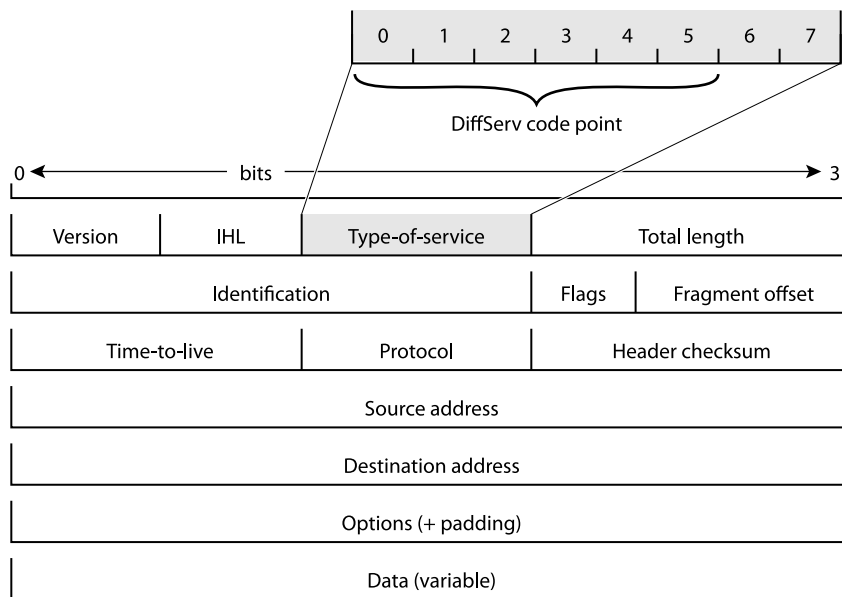 0 1 2 3 4 5 6 7
DiffServ code point
0 bits 3
Version IHL Type-of-service Total length
Identification Flags Fragment offset
Time-to-live Protocol Header checksum
Source address
Destination address
Options (+ padding)
Data (variable)